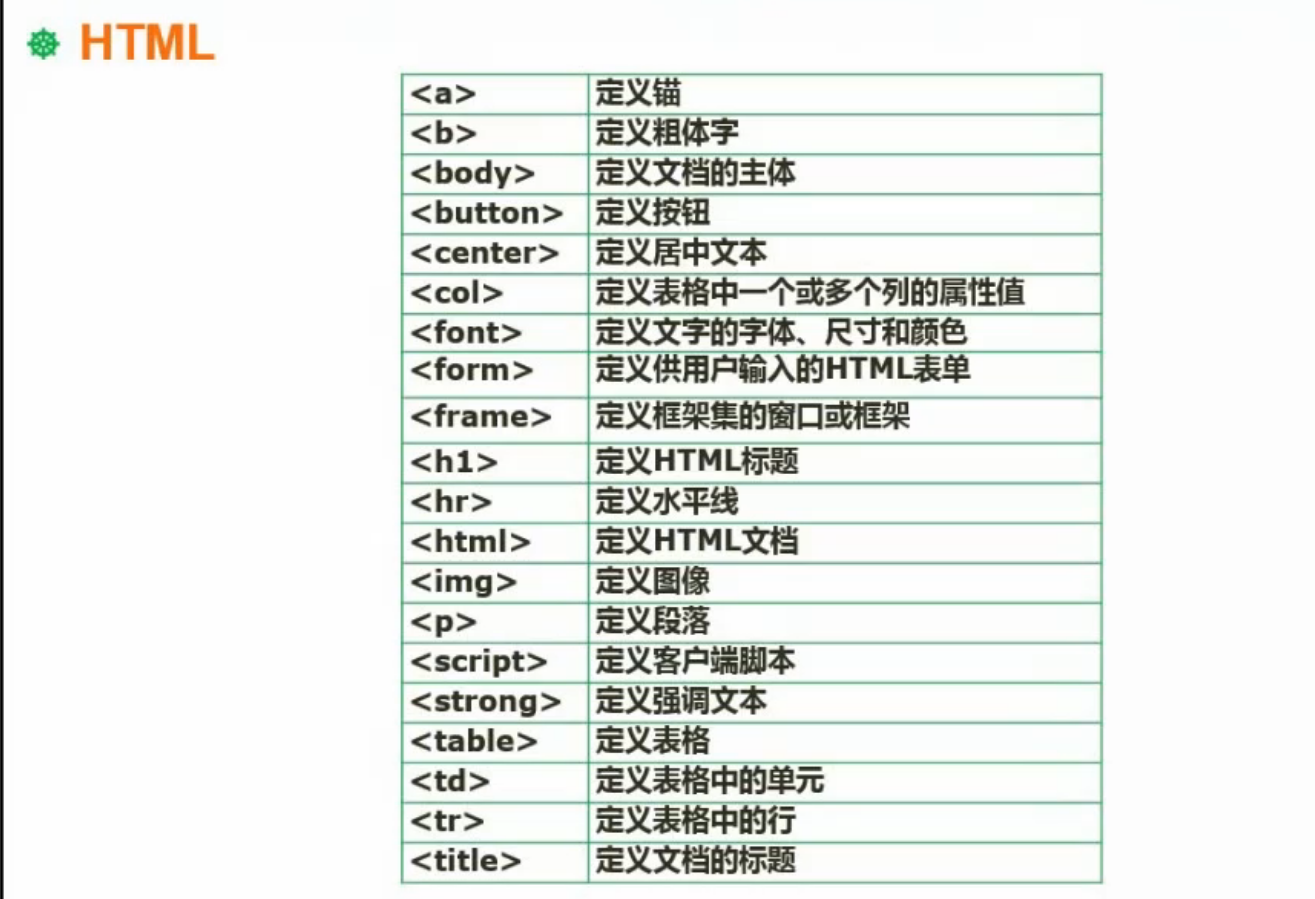 HTML
<a> 定义锚
<b> 定义粗体字
<body> 定义文档的主体
<button> 定义按钮
<center> 定义居中文本
<col> 定义表格中一个或多个列的属性值
<font> 定义文字的字体、尺寸和颜色
<form> 定义供用户输入的HTML表单
<frame> 定义框架集的窗口或框架
<h1> 定义HTML标题
<hr> 定义水平线
<html> 定义HTML文档
<img> 定义图像
<p> 定义段落
<script> 定义客户端脚本
<strong> 定义强调文本
<table> 定义表格
<td> 定义表格中的单元
<tr> 定义表格中的行
<title> 定义文档的标题